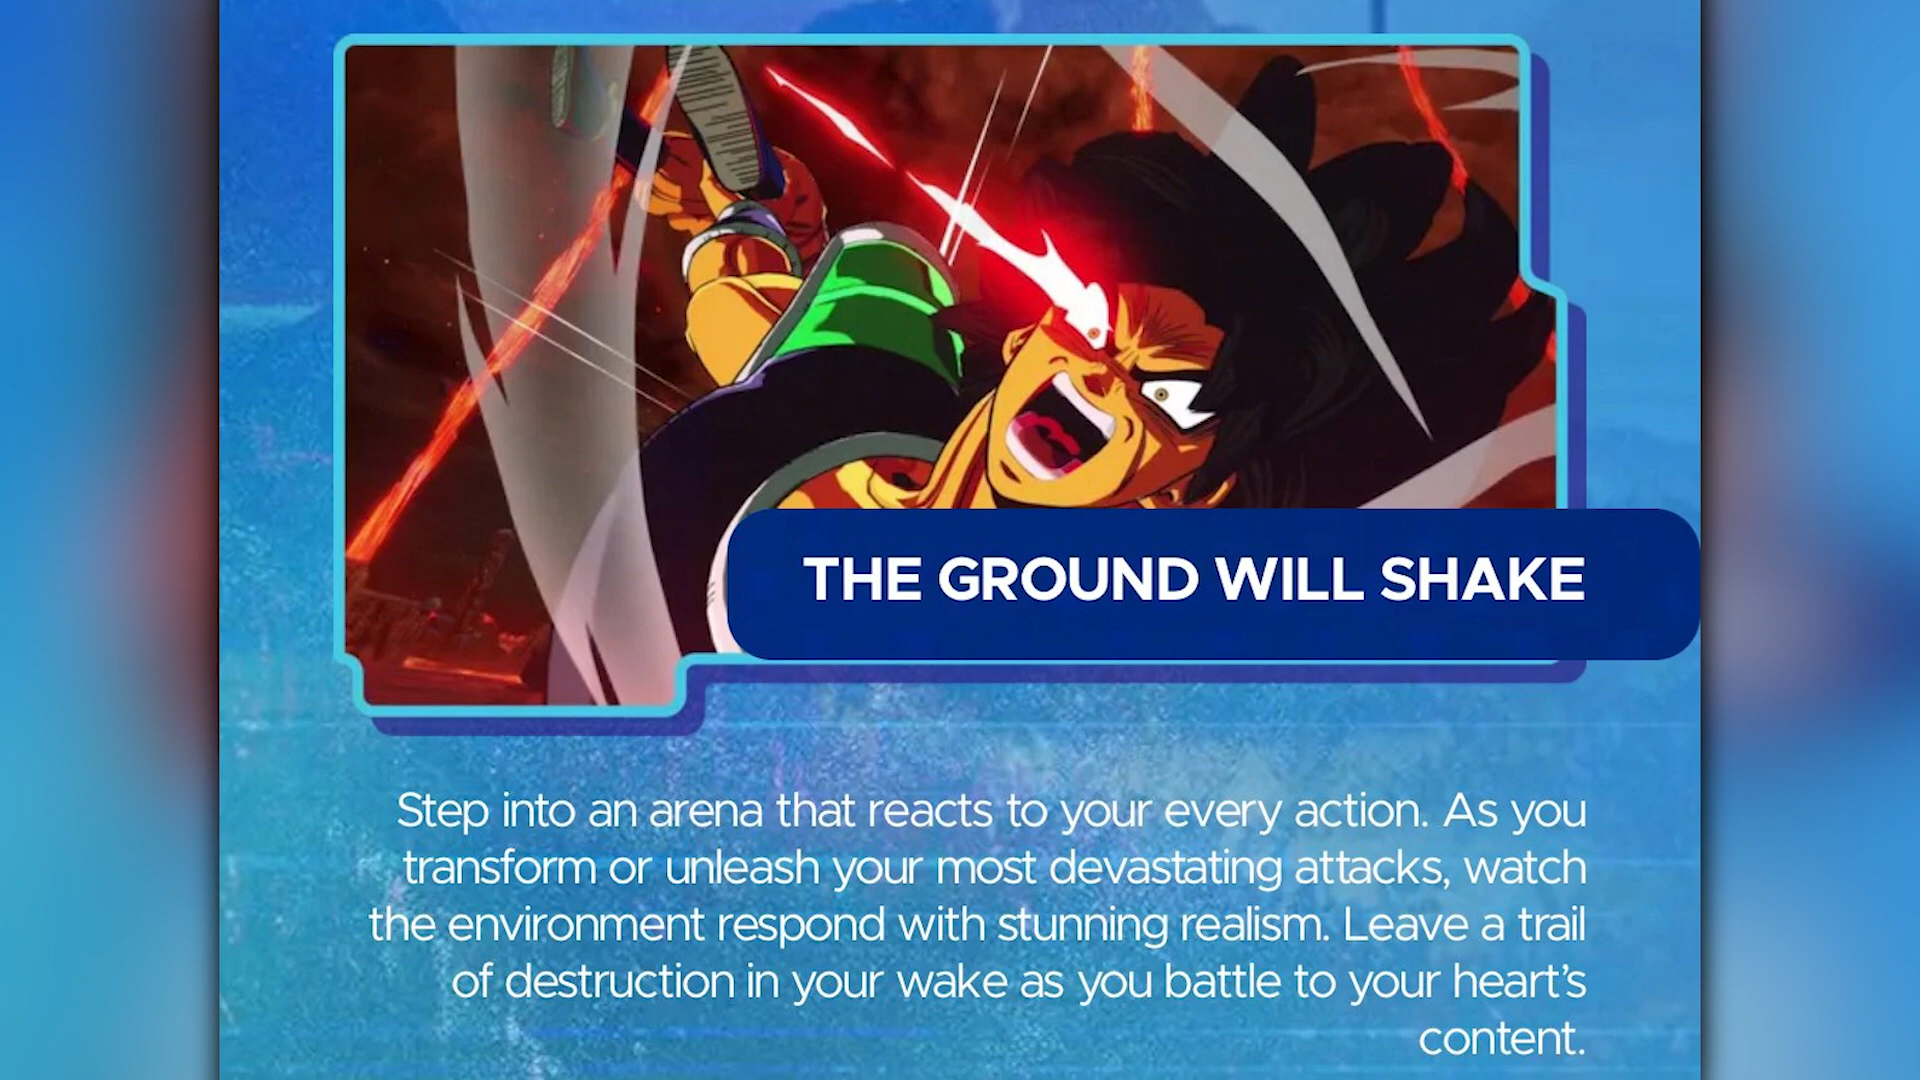 THE GROUND WILL SHAKE
Step into an arena that reacts to your every action. As you
transform or unleash your most devastating attacks, watch
the environment respond with stunning realism. Leave a trail
of destruction in your wake as you battle to your heart’s
content.